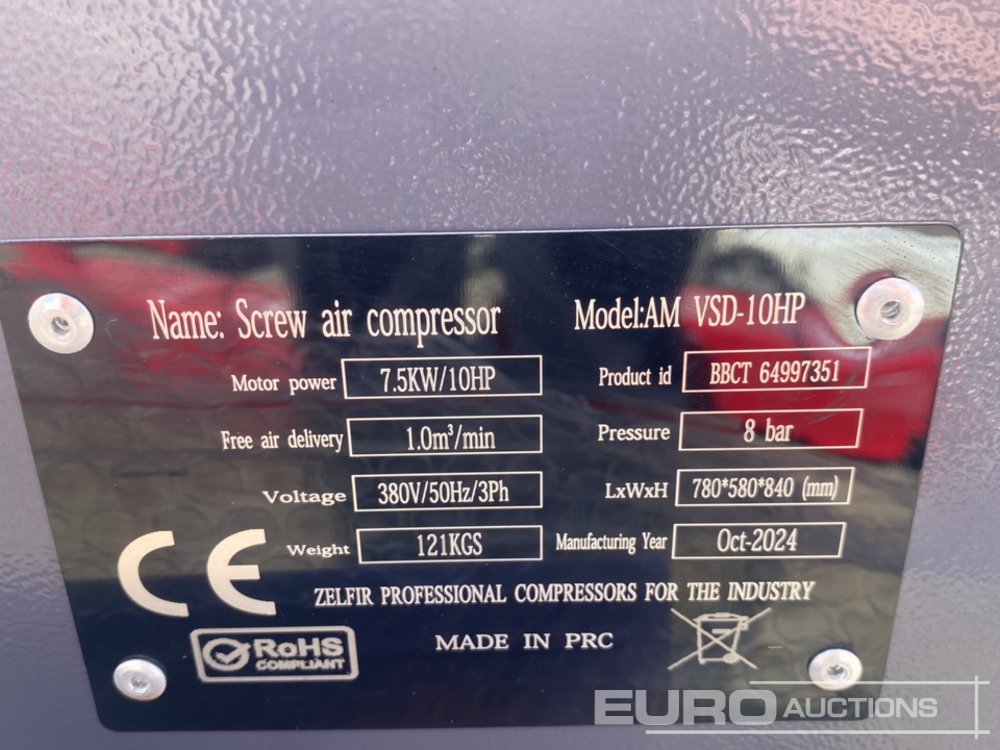 Name: Screw air compressor
Model:AM VSD-10HP
Motor power 7.5KW/10HP
Product id BBCT 64997351
Free air delivery 1.0m³/min
Pressure 8 bar
Voltage 380V/50Hz/3Ph
LxWxH 780*580*840 (mm)
Weight 121KGS
Manufacturing Year Oct-2024
CE
ZELFIR PROFESSIONAL COMPRESSORS FOR THE INDUSTRY
RoHS
COMPLIANT
MADE IN PRC
EURO AUCTIONS